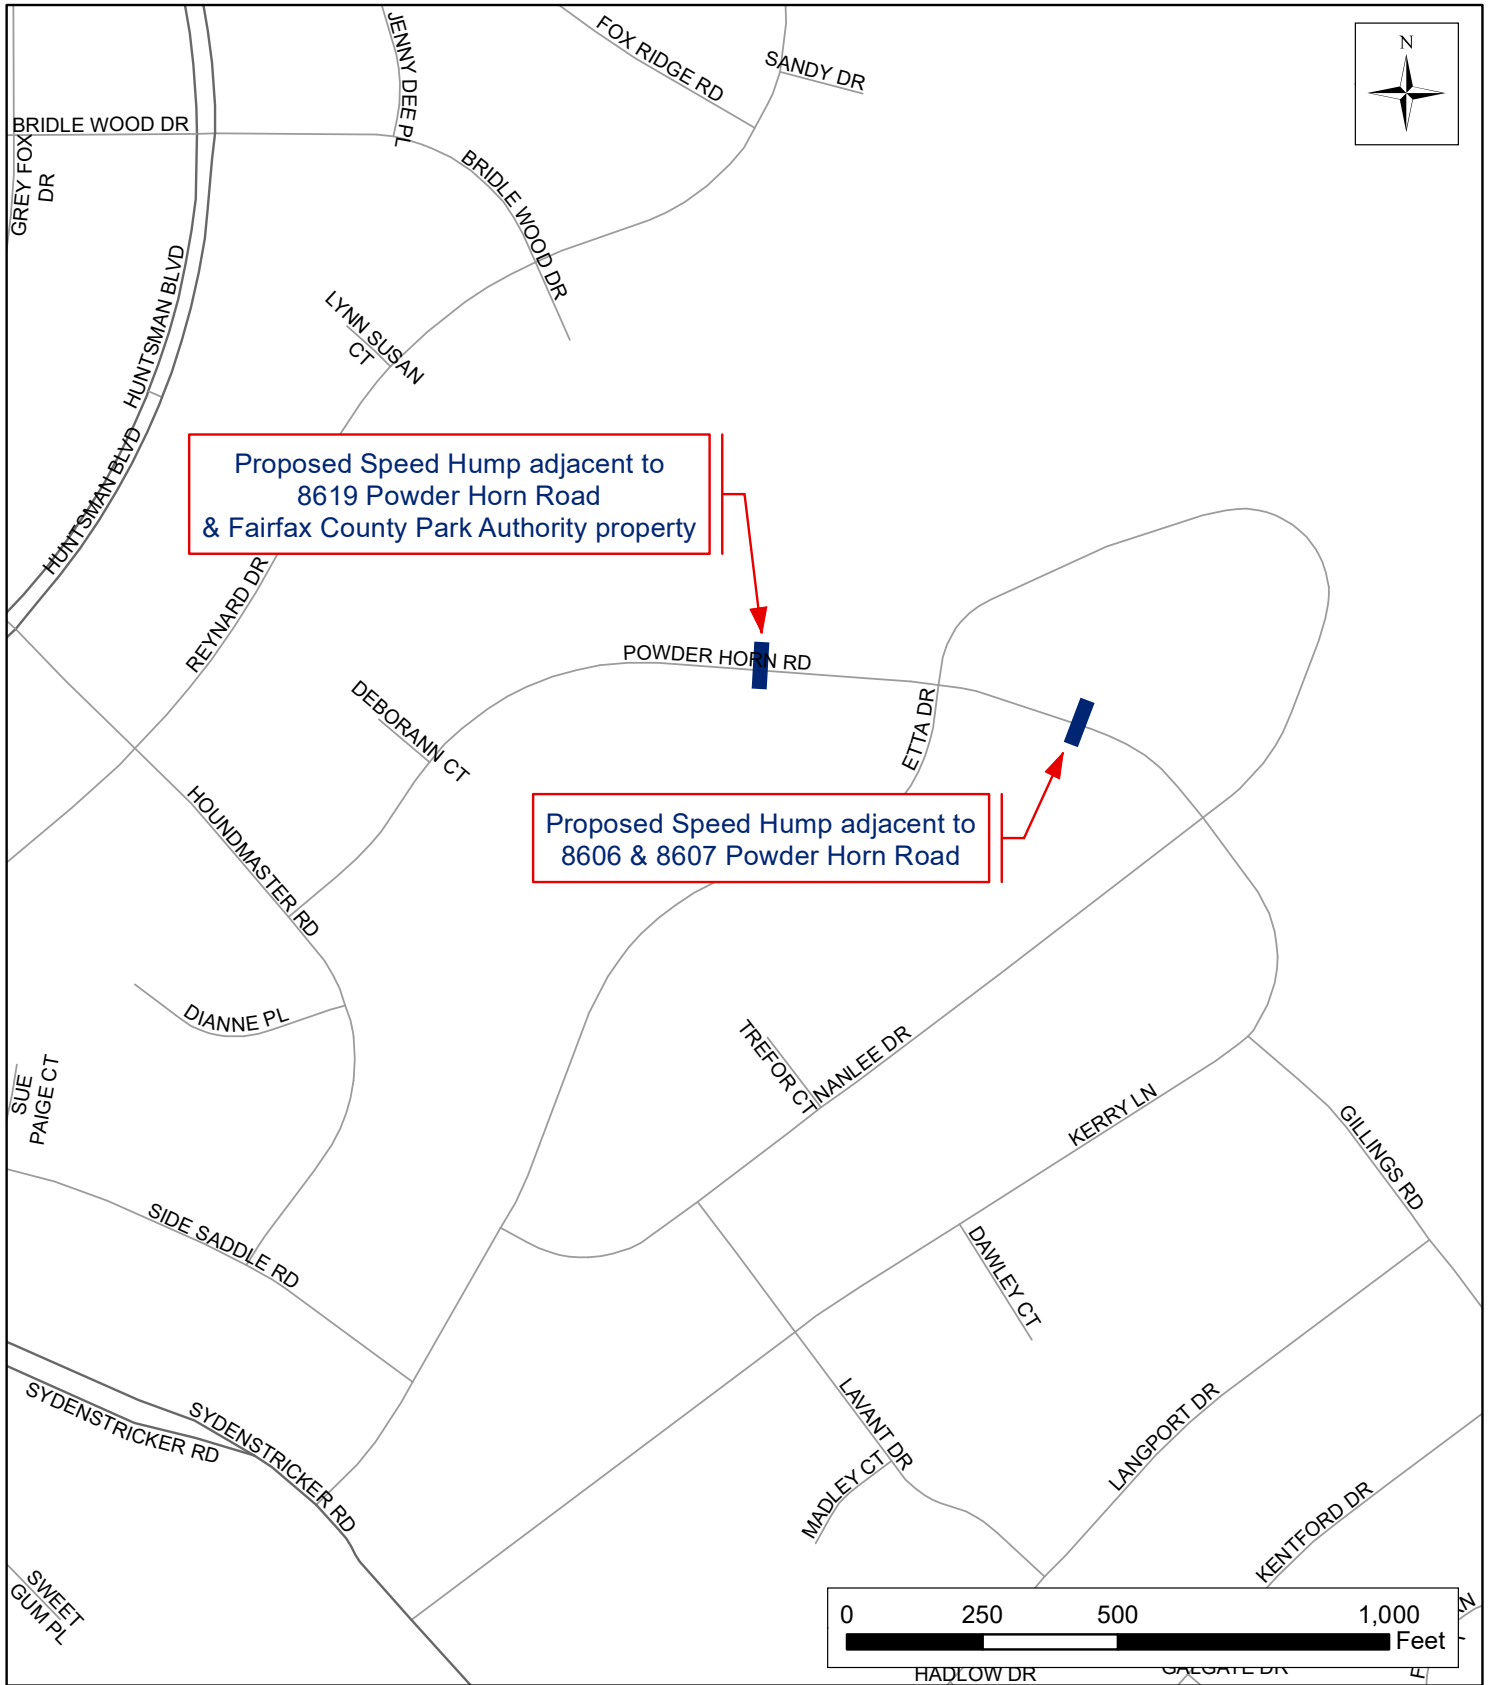 JENNY DEE PL
FOX RIDGE RD
SANDY DR
N
BRIDLE WOOD DR
GREY FOX
DR
BRIDLE WOOD DR
HUNTSMAN BLVD
LYNN SUSAN
CT
HUNTSMAN BLVD
Proposed Speed Hump adjacent to
8619 Powder Horn Road
& Fairfax County Park Authority property
REYNARD DR
POWDER HORN RD
DEBORANN CT
ETTA DR
HOUNDMASTER RD
Proposed Speed Hump adjacent to
8606 & 8607 Powder Horn Road
DIANNE PL
SUE
PAIGE CT
TREFOR CT
NANLEE DR
KERRY LN
GILLINGS RD
SIDE SADDLE RD
DAWLEY CT
SYDENSTRICKER RD
SYDENSTRICKER RD
LAVANT DR
MADLEY CT
LANGPORT DR
KENTFORD DR
SWEET
GUM PL
0 250 500 1,000
Feet
HADLOW DR
GALGATE DR